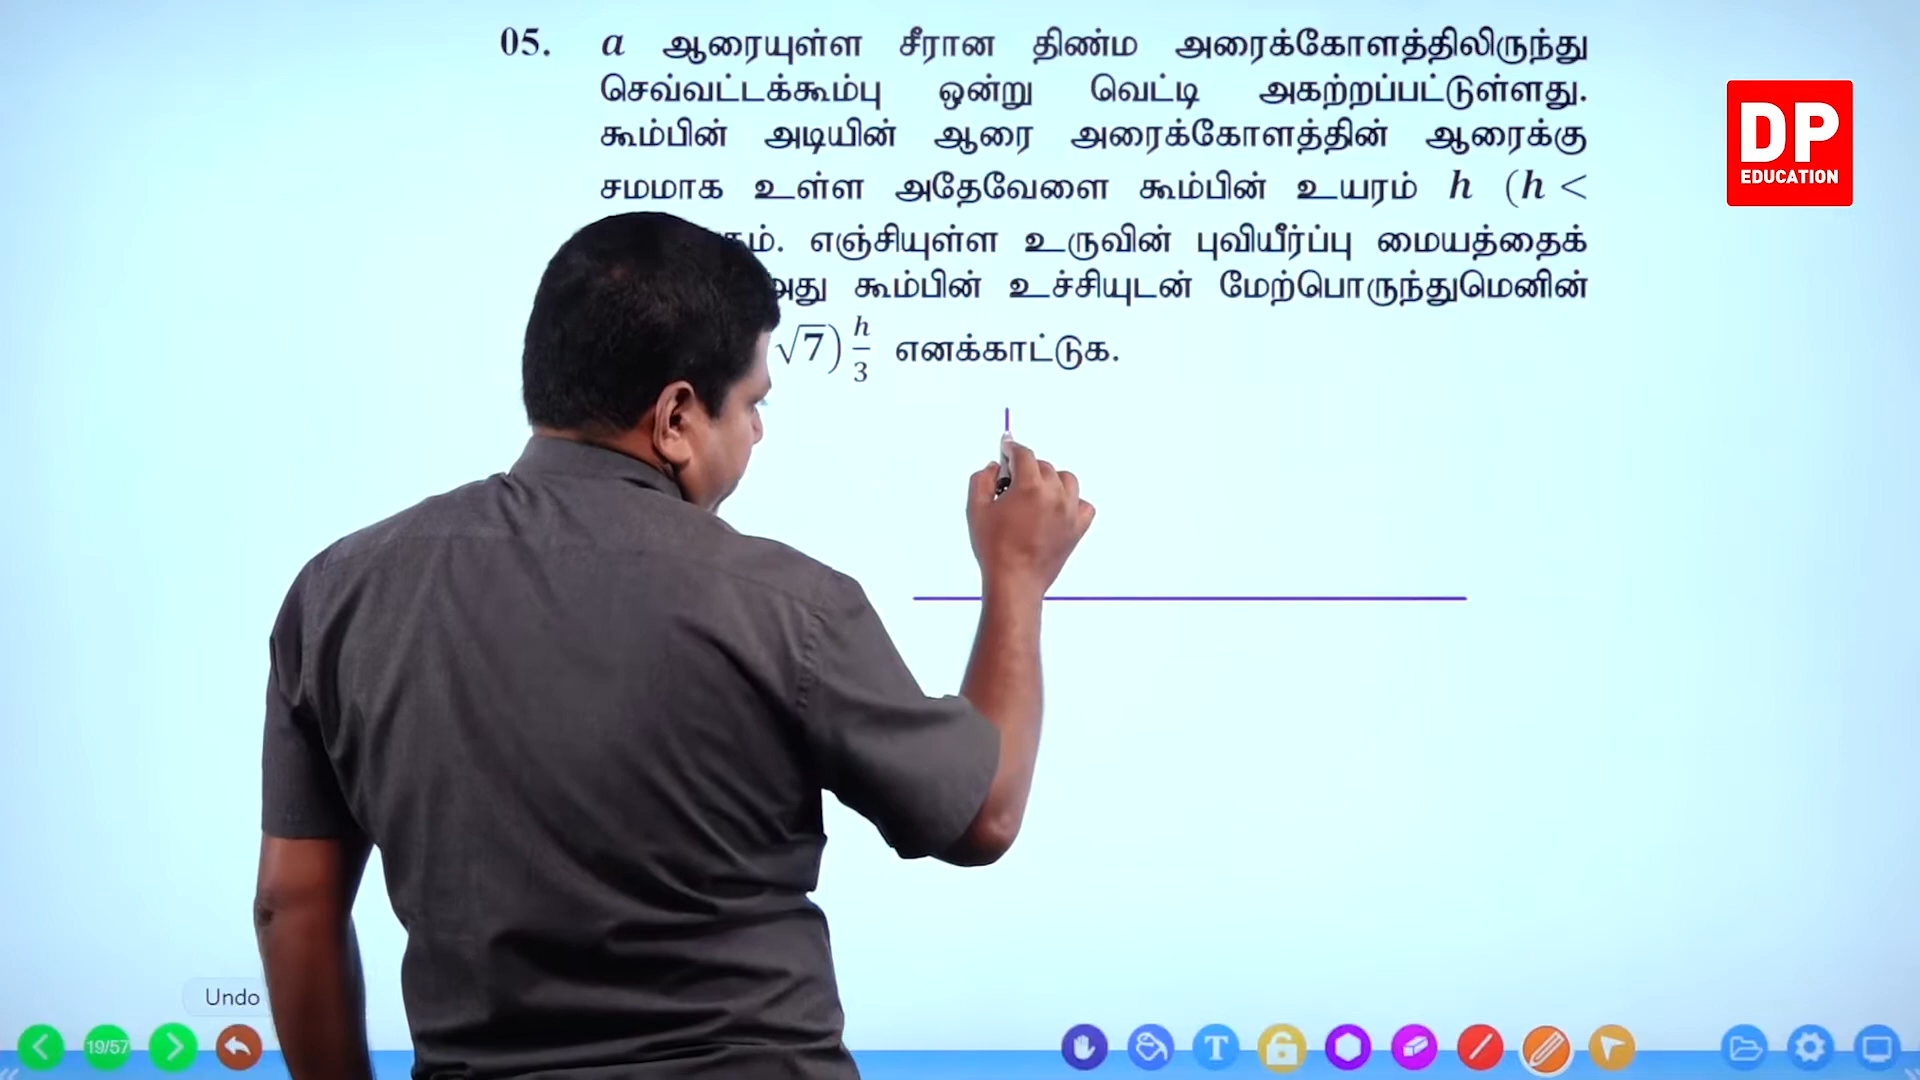 05. a ஆரையுள்ள சீரான திண்ம அரைக்கோளத்திலிருந்து
செவ்வட்டக்கூம்பு ஒன்று வெட்டி அகற்றப்பட்டுள்ளது.
கூம்பின் அடியின் ஆரை அரைக்கோளத்தின் ஆரைக்கு
சமமாக உள்ள அதேவேளை கூம்பின் உயரம் h (h <
எஞ்சியுள்ள உருவின் புவியீர்ப்பு மையத்தைக்
அது கூம்பின் உச்சியுடன் மேற்பொருந்துமெனின்
√7) h/3 எனக்காட்டுக.
DP
EDUCATION
Undo
19/57
T